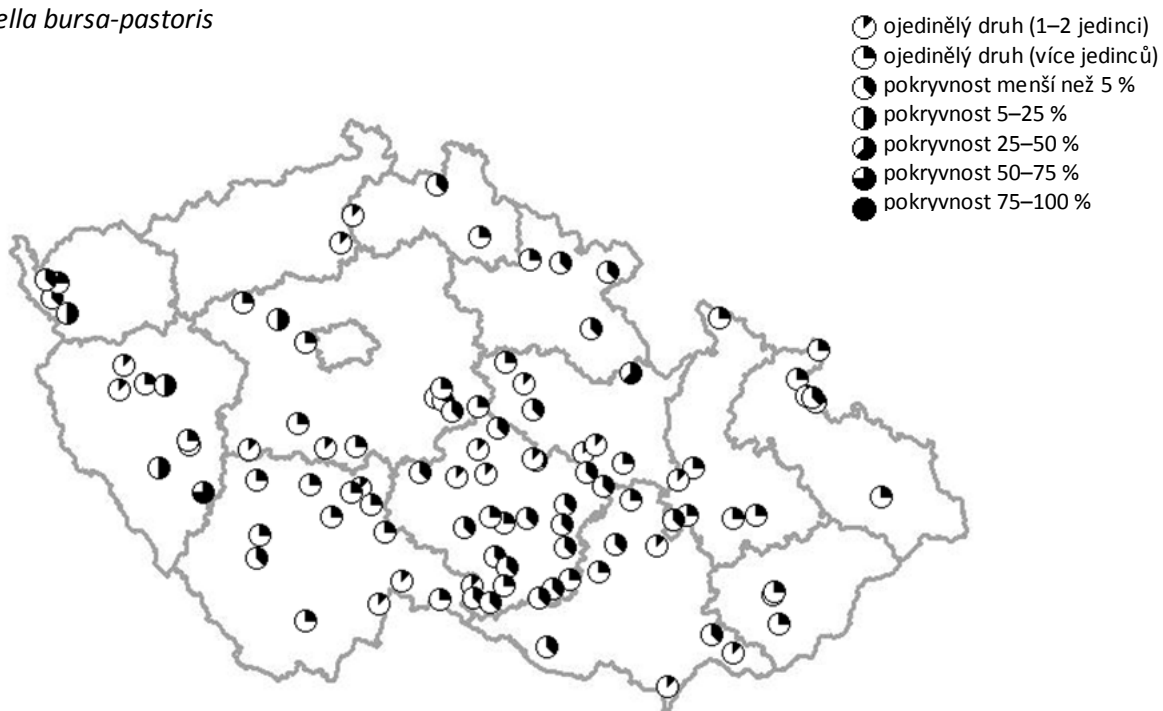 ella bursa-pastoris
ojedinělý druh (1–2 jedinci)
ojedinělý druh (více jedinců)
pokryvnost menší než 5 %
pokryvnost 5–25 %
pokryvnost 25–50 %
pokryvnost 50–75 %
pokryvnost 75–100 %